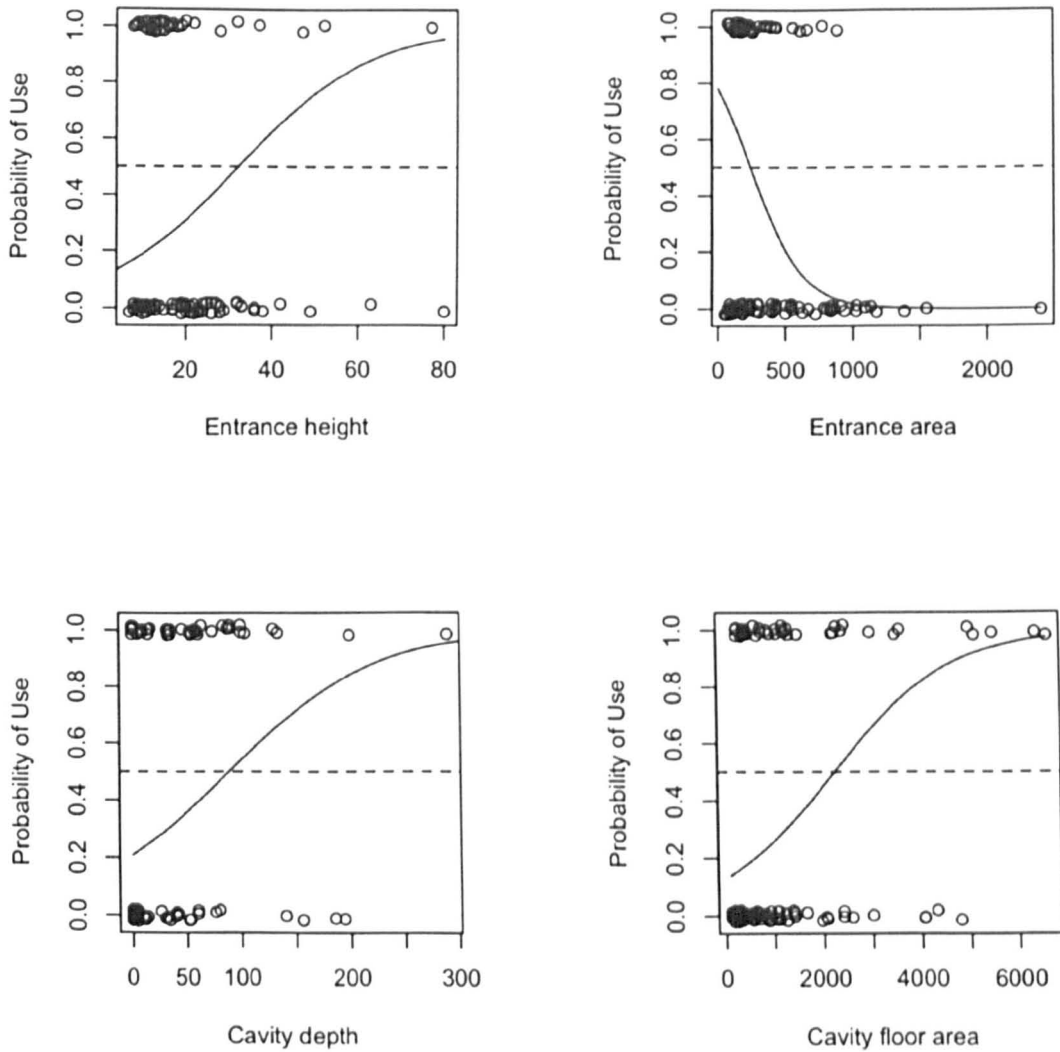 Probability of Use
0.0 0.2 0.4 0.6 0.8 1.0
20 40 60 80
Entrance height
Probability of Use
0.0 0.2 0.4 0.6 0.8 1.0
0 500 1000 2000
Entrance area
Probability of Use
0.0 0.2 0.4 0.6 0.8 1.0
0 50 100 200 300
Cavity depth
Probability of Use
0.0 0.2 0.4 0.6 0.8 1.0
0 2000 4000 6000
Cavity floor area